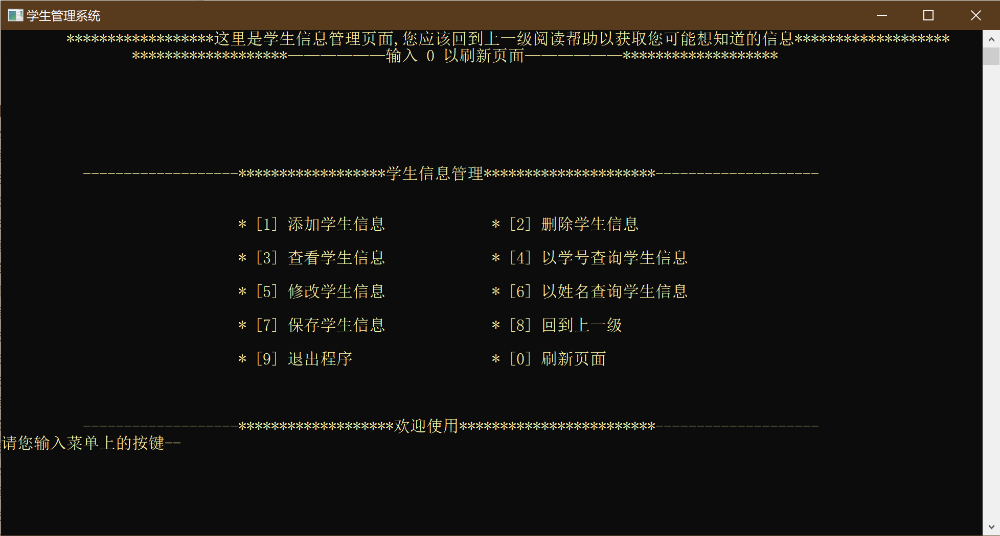 学生管理系统
******************这里是学生信息管理页面,您应该回到上一级阅读帮助以获取您可能想知道的信息*******************
*******************——————输入 0 以刷新页面——————*******************
-------------------******************学生信息管理*********************--------------------
* [1] 添加学生信息 * [2] 删除学生信息
* [3] 查看学生信息 * [4] 以学号查询学生信息
* [5] 修改学生信息 * [6] 以姓名查询学生信息
* [7] 保存学生信息 * [8] 回到上一级
* [9] 退出程序 * [0] 刷新页面
-------------------*******************欢迎使用************************--------------------
请您输入菜单上的按键--